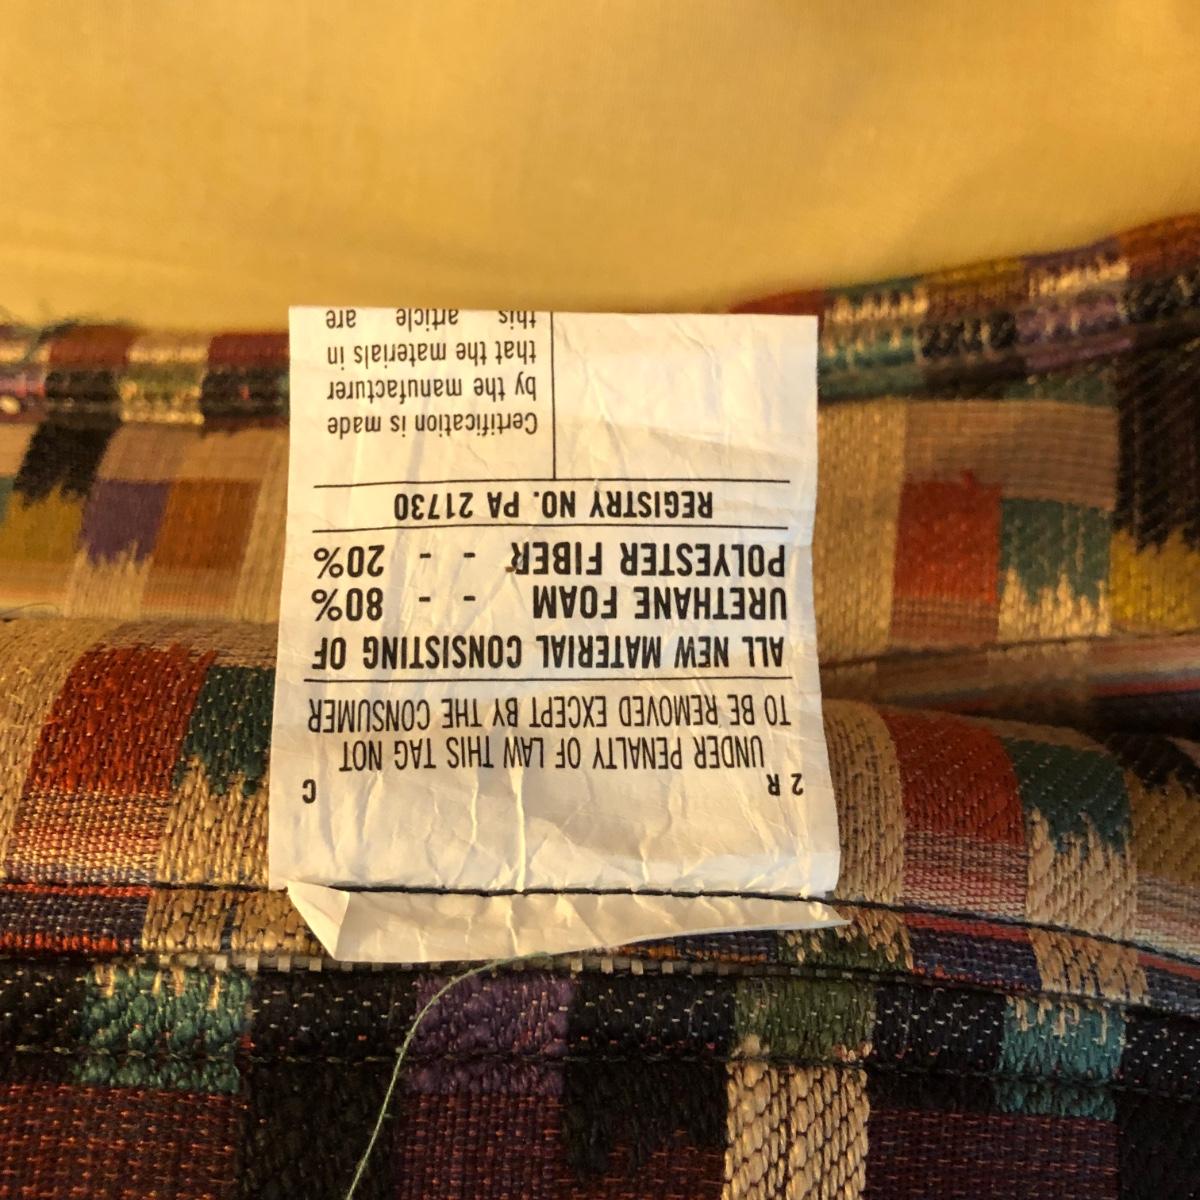 2 R C
UNDER PENALTY OF LAW THIS TAG NOT
TO BE REMOVED EXCEPT BY THE CONSUMER
ALL NEW MATERIAL CONSISTING OF
URETHANE FOAM - - 80%
POLYESTER FIBER - - 20%
REGISTRY NO. PA 21730
Certification is made
by the manufacturer
that the materials in
this article are